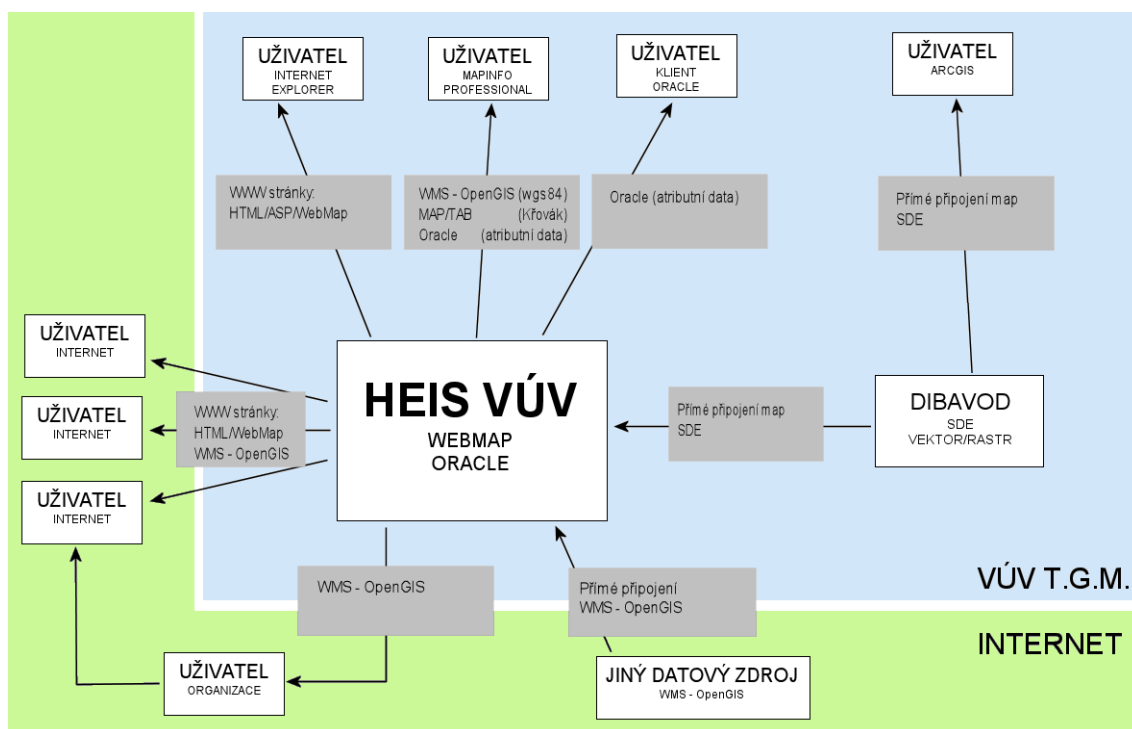 UŽIVATEL
INTERNET
EXPLORER
UŽIVATEL
MAPINFO
PROFESSIONAL
UŽIVATEL
KLIENT
ORACLE
UŽIVATEL
ARCGIS
WWW stránky:
HTML/ASP/WebMap
WMS - OpenGIS (wgs84)
MAP/TAB (Křovák)
Oracle (atributní data)
Oracle (atributní data)
Přímé připojení map
SDE
UŽIVATEL
INTERNET
UŽIVATEL
INTERNET
UŽIVATEL
INTERNET
WWW stránky:
HTML/WebMap
WMS - OpenGIS
HEIS VÚV
WEBMAP
ORACLE
Přímé připojení map
SDE
DIBAVOD
SDE
VEKTOR/RASTR
WMS - OpenGIS
Přímé připojení
WMS - OpenGIS
VÚV T.G.M.
INTERNET
UŽIVATEL
ORGANIZACE
JINÝ DATOVÝ ZDROJ
WMS - OpenGIS